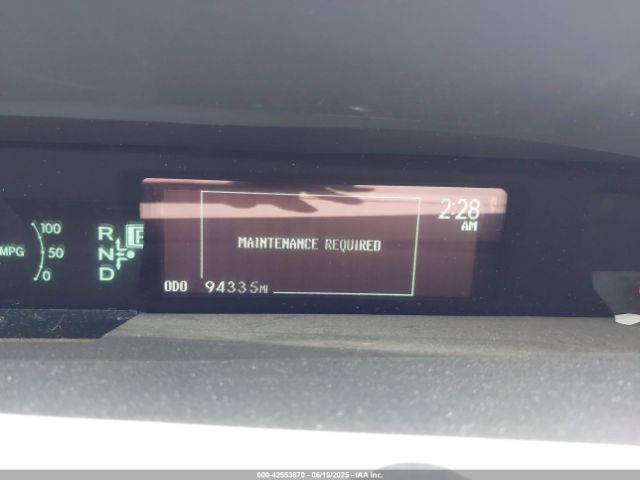 2:28
AM
MAINTENANCE REQUIRED
ODO 94335MI
MPG
100
50
0
R
N
D
000-42553870 - 06/19/2025 - © IAA Inc.